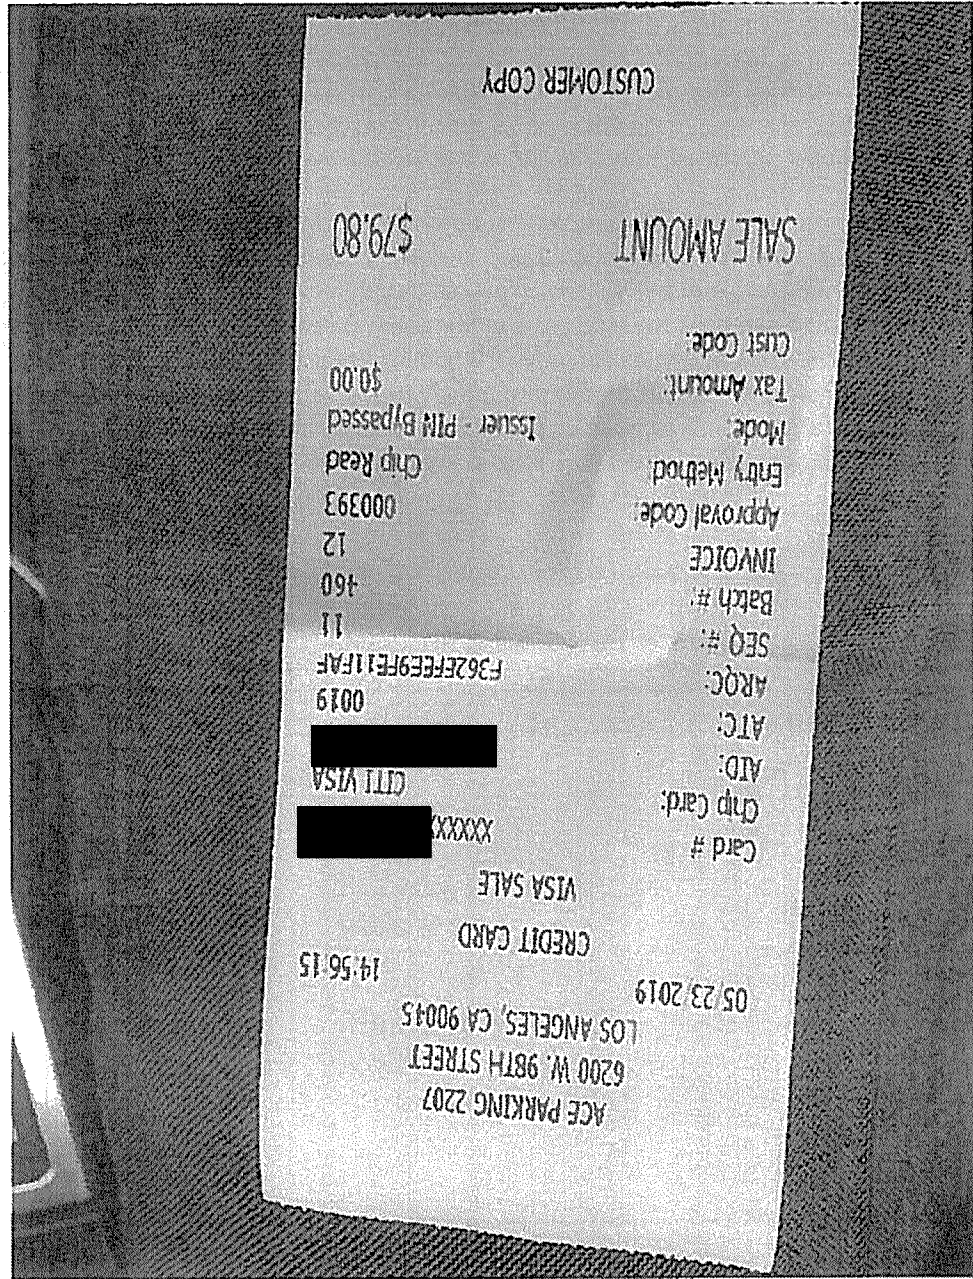 ACE PARKING 2207
6200 W. 98TH STREET
LOS ANGELES, CA 90045
05/23/2019 14:56:15
CREDIT CARD
VISA SALE
Card # XXXXXX
Chip Card: CITI VISA
AID:
ATC: 0019
ARQC: F362EFEE9FE11FAF
SEQ #: 11
Batch #: 460
INVOICE 12
Approval Code: 000393
Entry Method: Chip Read
Mode: Issuer - PIN Bypassed
Tax Amount: $0.00
Cust Code:
SALE AMOUNT $79.80
CUSTOMER COPY